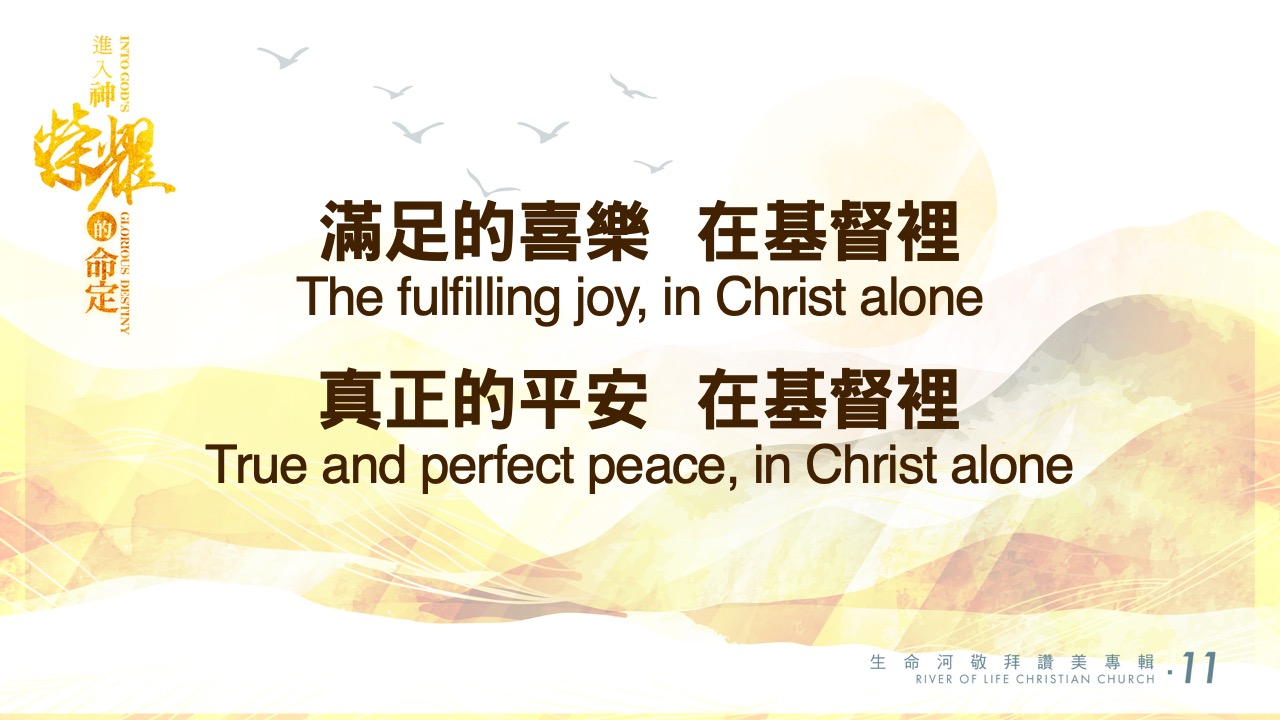 進入神
榮耀
的
命定
INTO GOD'S
GLORIOUS DESTINY
滿足的喜樂 在基督裡
The fulfilling joy, in Christ alone
真正的平安 在基督裡
True and perfect peace, in Christ alone
生命河敬拜讚美專輯
RIVER OF LIFE CHRISTIAN CHURCH
·11